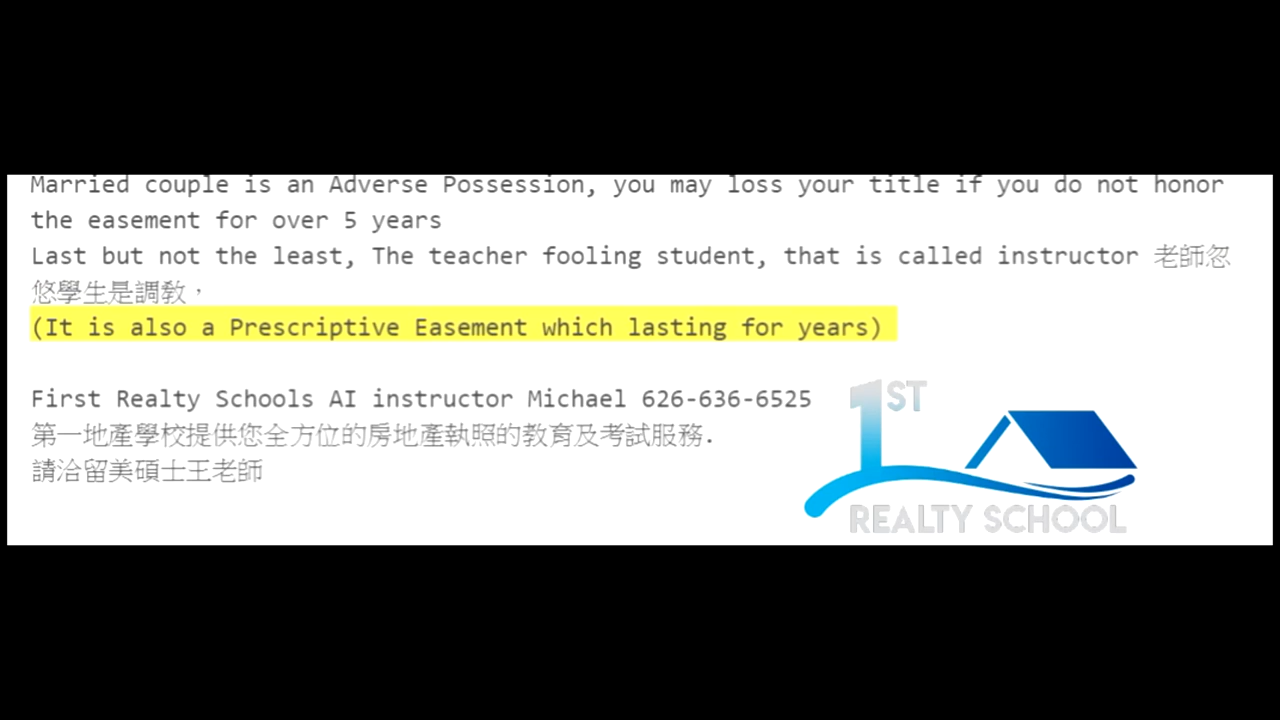 Married couple is an Adverse Possession, you may loss your title if you do not honor
the easement for over 5 years
Last but not the least, The teacher fooling student, that is called instructor 老師忽
悠學生是調教，
(It is also a Prescriptive Easement which lasting for years)
First Realty Schools AI instructor Michael 626-636-6525
第一地產學校提供您全方位的房地產執照的教育及考試服務.
請洽留美碩士王老師
1ST
REALTY SCHOOL